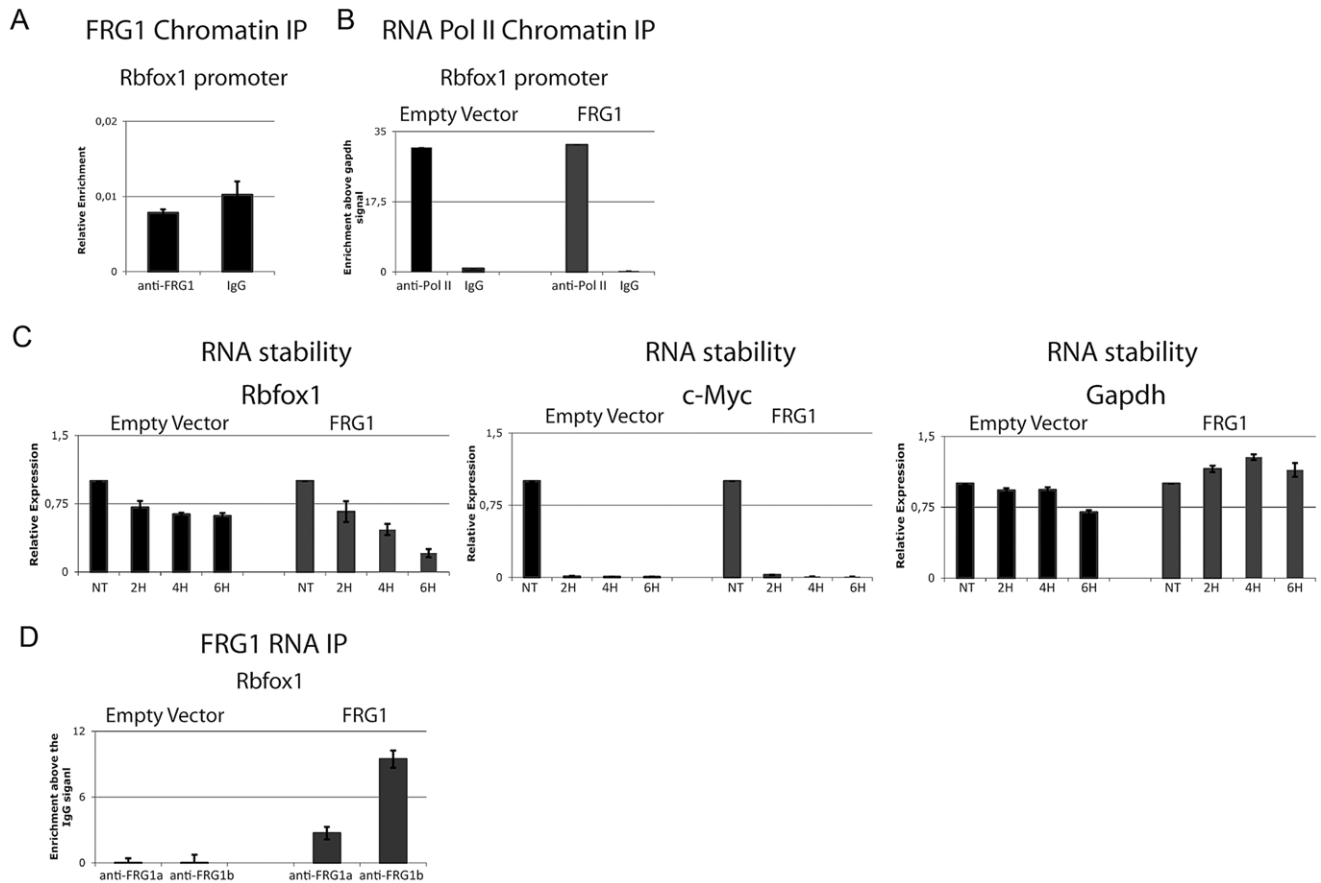 A
FRG1 Chromatin IP
Rbfox1 promoter
Relative Enrichment
0,02
0,01
0
anti-FRG1 IgG
B
RNA Pol II Chromatin IP
Rbfox1 promoter
Empty Vector FRG1
Enrichment above gapdh
signal
35
17,5
0
anti-Pol II IgG anti-Pol II IgG
C
RNA stability
Rbfox1
Empty Vector FRG1
Relative Expression
1,5
0,75
0
NT 2H 4H 6H NT 2H 4H 6H
RNA stability
c-Myc
Empty Vector FRG1
Relative Expression
1,5
0,75
0
NT 2H 4H 6H NT 2H 4H 6H
RNA stability
Gapdh
Empty Vector FRG1
Relative Expression
1,5
0,75
0
NT 2H 4H 6H NT 2H 4H 6H
D
FRG1 RNA IP
Rbfox1
Empty Vector FRG1
Enrichment above the
IgG siganl
12
6
0
anti-FRG1a anti-FRG1b anti-FRG1a anti-FRG1b